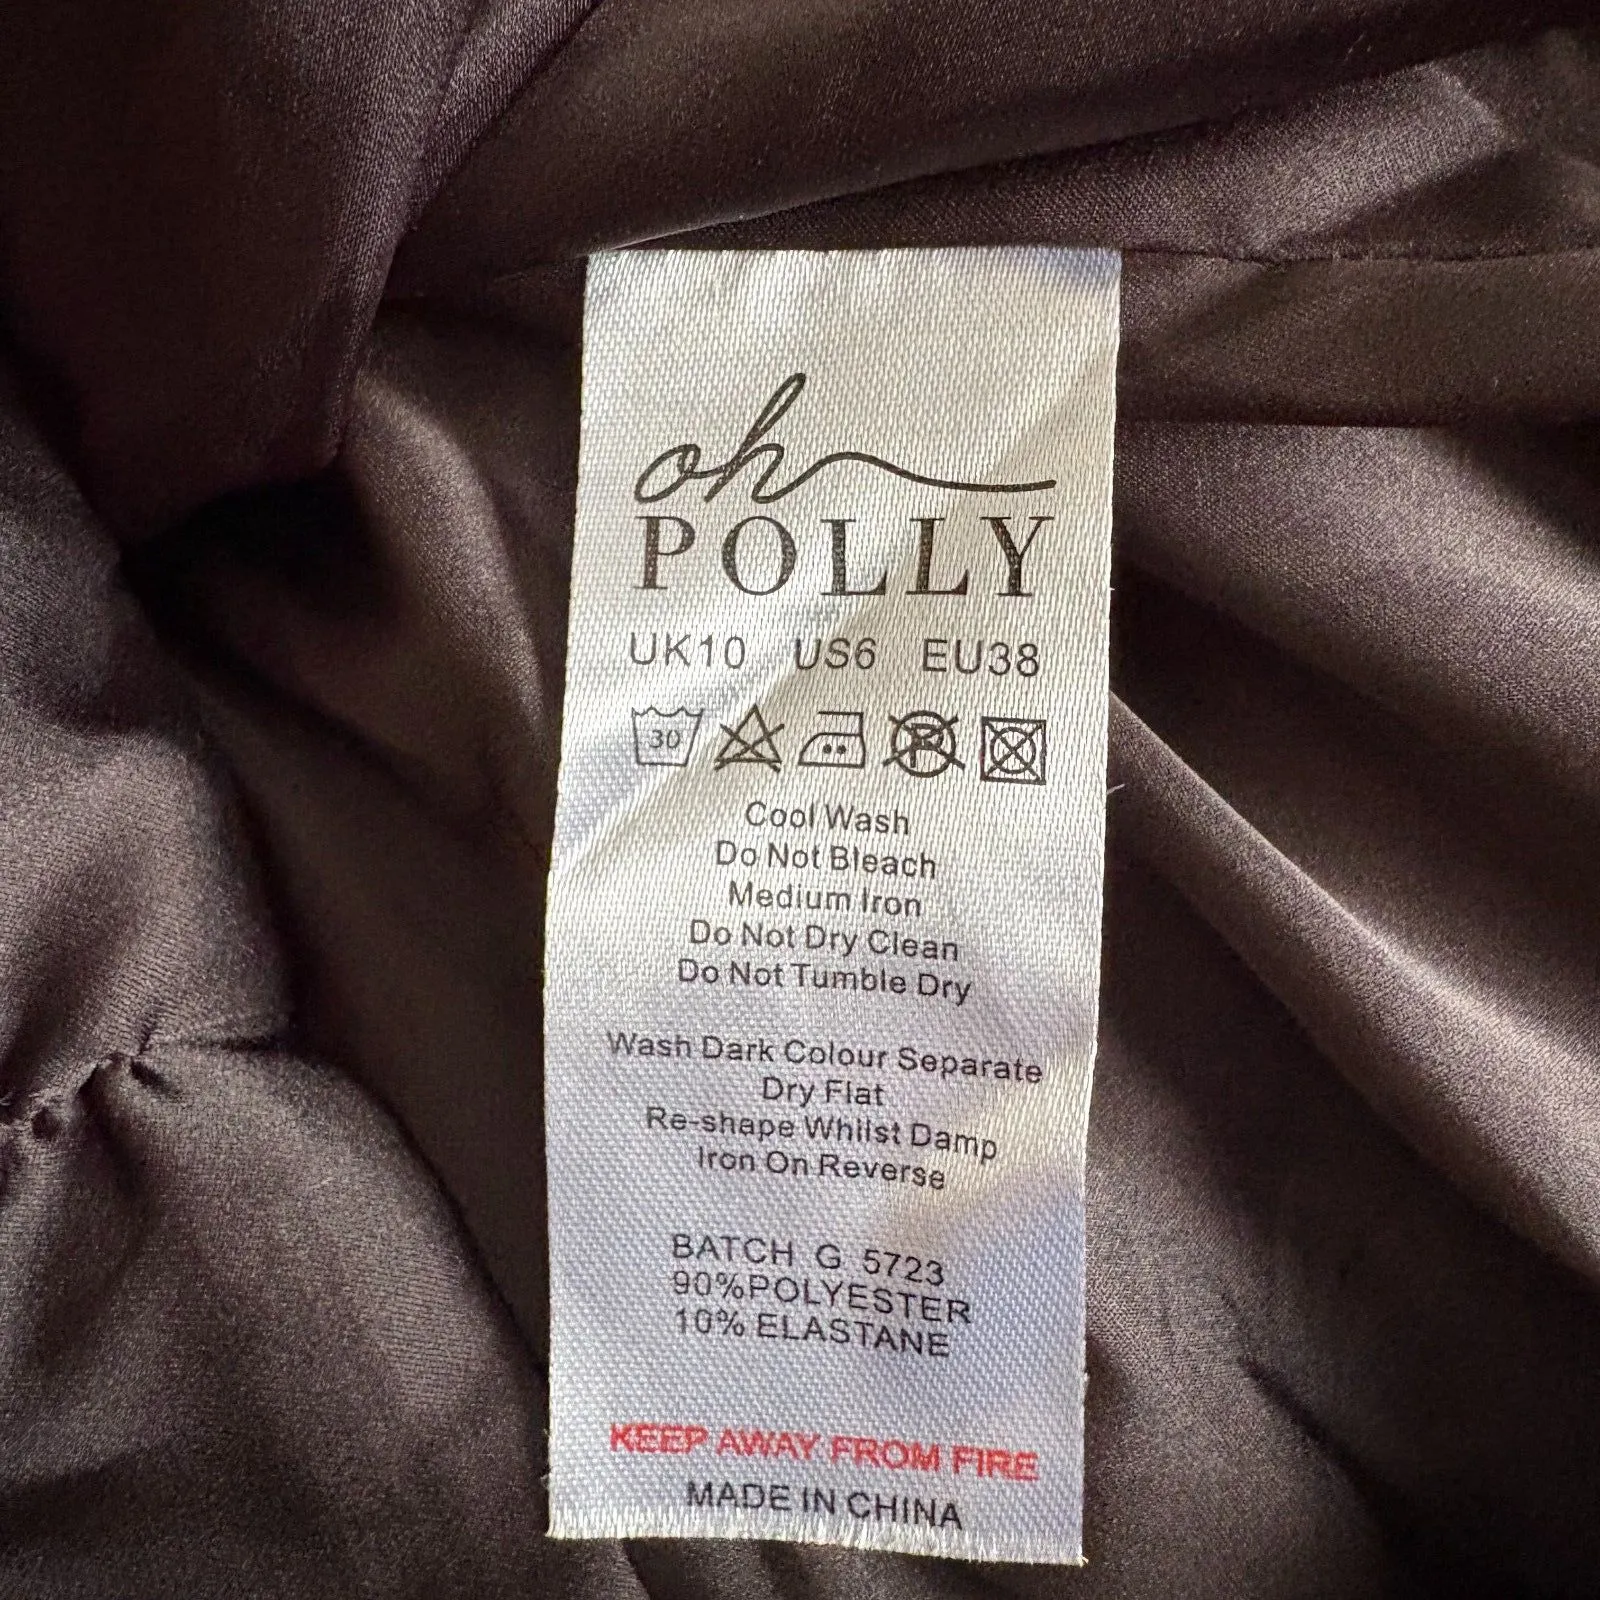 oh
POLLY
UK10 US6 EU38
30 P
Cool Wash
Do Not Bleach
Medium Iron
Do Not Dry Clean
Do Not Tumble Dry
Wash Dark Colour Separate
Dry Flat
Re-shape Whilst Damp
Iron On Reverse
BATCH G 5723
90%POLYESTER
10% ELASTANE
KEEP AWAY FROM FIRE
MADE IN CHINA